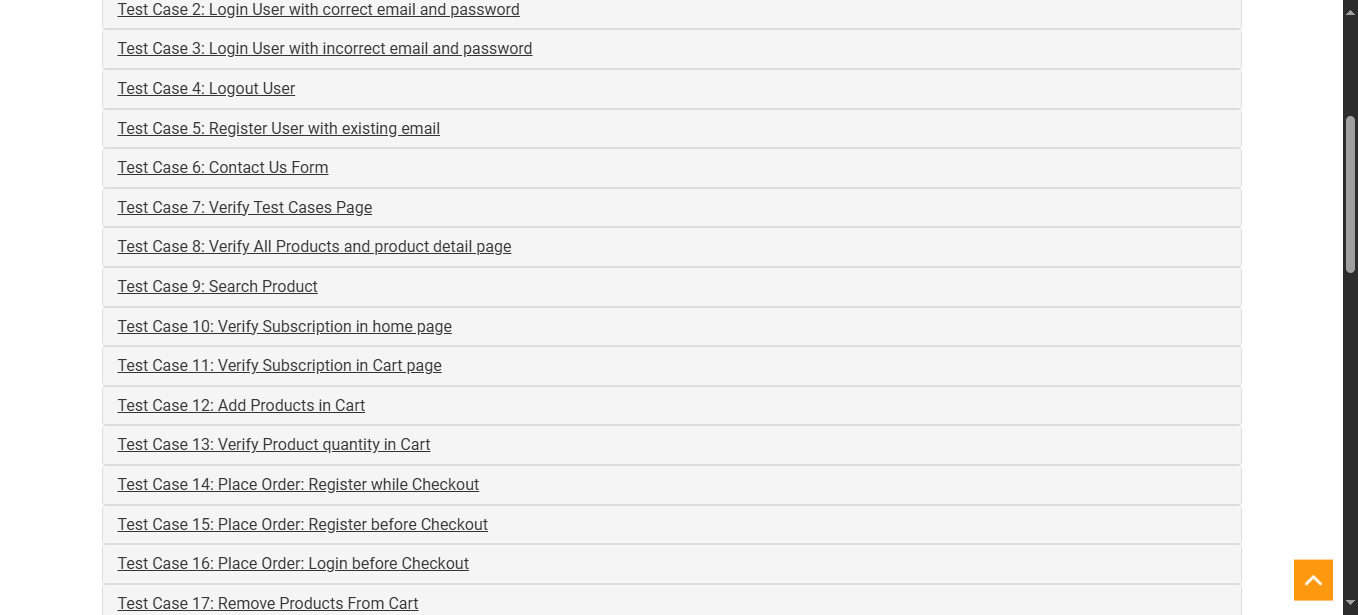 Test Case 2: Login User with correct email and password
Test Case 3: Login User with incorrect email and password
Test Case 4: Logout User
Test Case 5: Register User with existing email
Test Case 6: Contact Us Form
Test Case 7: Verify Test Cases Page
Test Case 8: Verify All Products and product detail page
Test Case 9: Search Product
Test Case 10: Verify Subscription in home page
Test Case 11: Verify Subscription in Cart page
Test Case 12: Add Products in Cart
Test Case 13: Verify Product quantity in Cart
Test Case 14: Place Order: Register while Checkout
Test Case 15: Place Order: Register before Checkout
Test Case 16: Place Order: Login before Checkout
Test Case 17: Remove Products From Cart